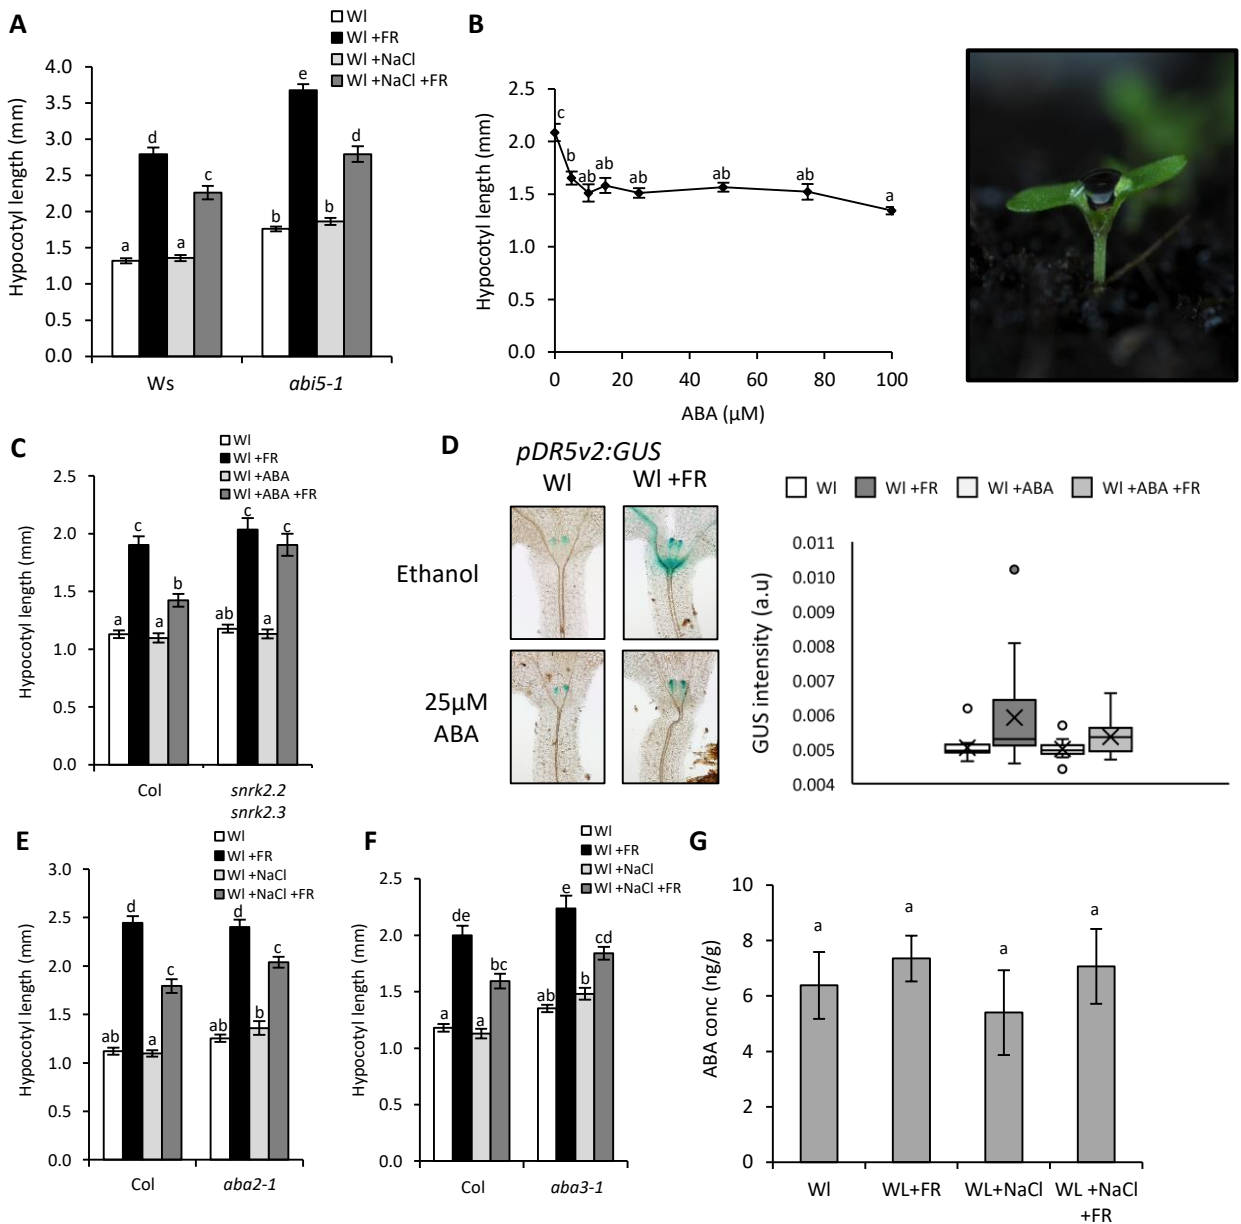 A
Wl
Wl +FR
Wl +NaCl
Wl +NaCl +FR
Hypocotyl length (mm)
4.0
3.5
3.0
2.5
2.0
1.5
1.0
0.5
0.0
a
d
a
c
b
e
b
d
Ws
abi5-1
B
Hypocotyl length (mm)
2.5
2.0
1.5
1.0
0.5
0.0
c
b
ab
ab
ab
ab
ab
a
0
20
40
60
80
100
ABA (µM)
C
Wl
Wl +FR
Wl +ABA
Wl +ABA +FR
Hypocotyl length (mm)
2.5
2.0
1.5
1.0
0.5
0.0
a
c
a
b
ab
c
a
c
Col
snrk2.2
snrk2.3
D
pDR5v2:GUS
Wl
Wl +FR
Ethanol
25µM
ABA
Wl
Wl +FR
Wl +ABA
Wl +ABA +FR
GUS intensity (a.u)
0.011
0.010
0.009
0.008
0.007
0.006
0.005
0.004
E
Wl
Wl +FR
Wl +NaCl
Wl +NaCl +FR
Hypocotyl length (mm)
3.0
2.5
2.0
1.5
1.0
0.5
0.0
ab
d
a
c
ab
d
b
c
Col
aba2-1
F
Wl
Wl +FR
Wl +NaCl
Wl +NaCl +FR
Hypocotyl length (mm)
2.5
2.0
1.5
1.0
0.5
0.0
a
de
a
bc
ab
e
b
cd
Col
aba3-1
G
ABA conc (ng/g)
10
8
6
4
2
0
a
a
a
a
Wl
WL+FR
WL+NaCl
WL +NaCl
+FR